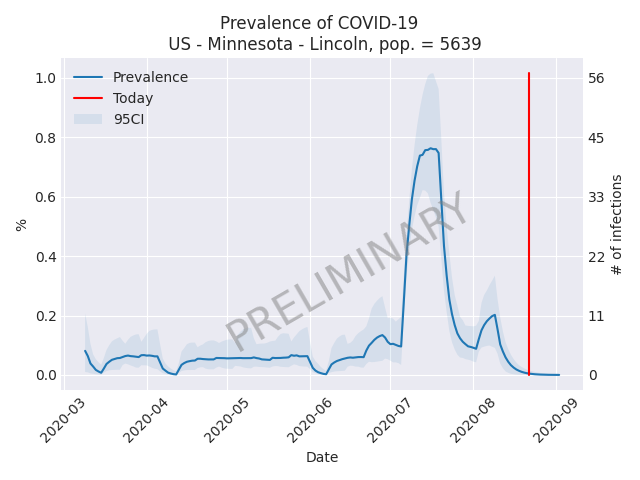 Prevalence of COVID-19
US - Minnesota - Lincoln, pop. = 5639
Prevalence
Today
95CI
1.0
0.8
0.6
0.4
0.2
0.0
%
56
45
33
22
11
0
# of infections
PRELIMINARY
2020-03
2020-04
2020-05
2020-06
2020-07
2020-08
2020-09
Date